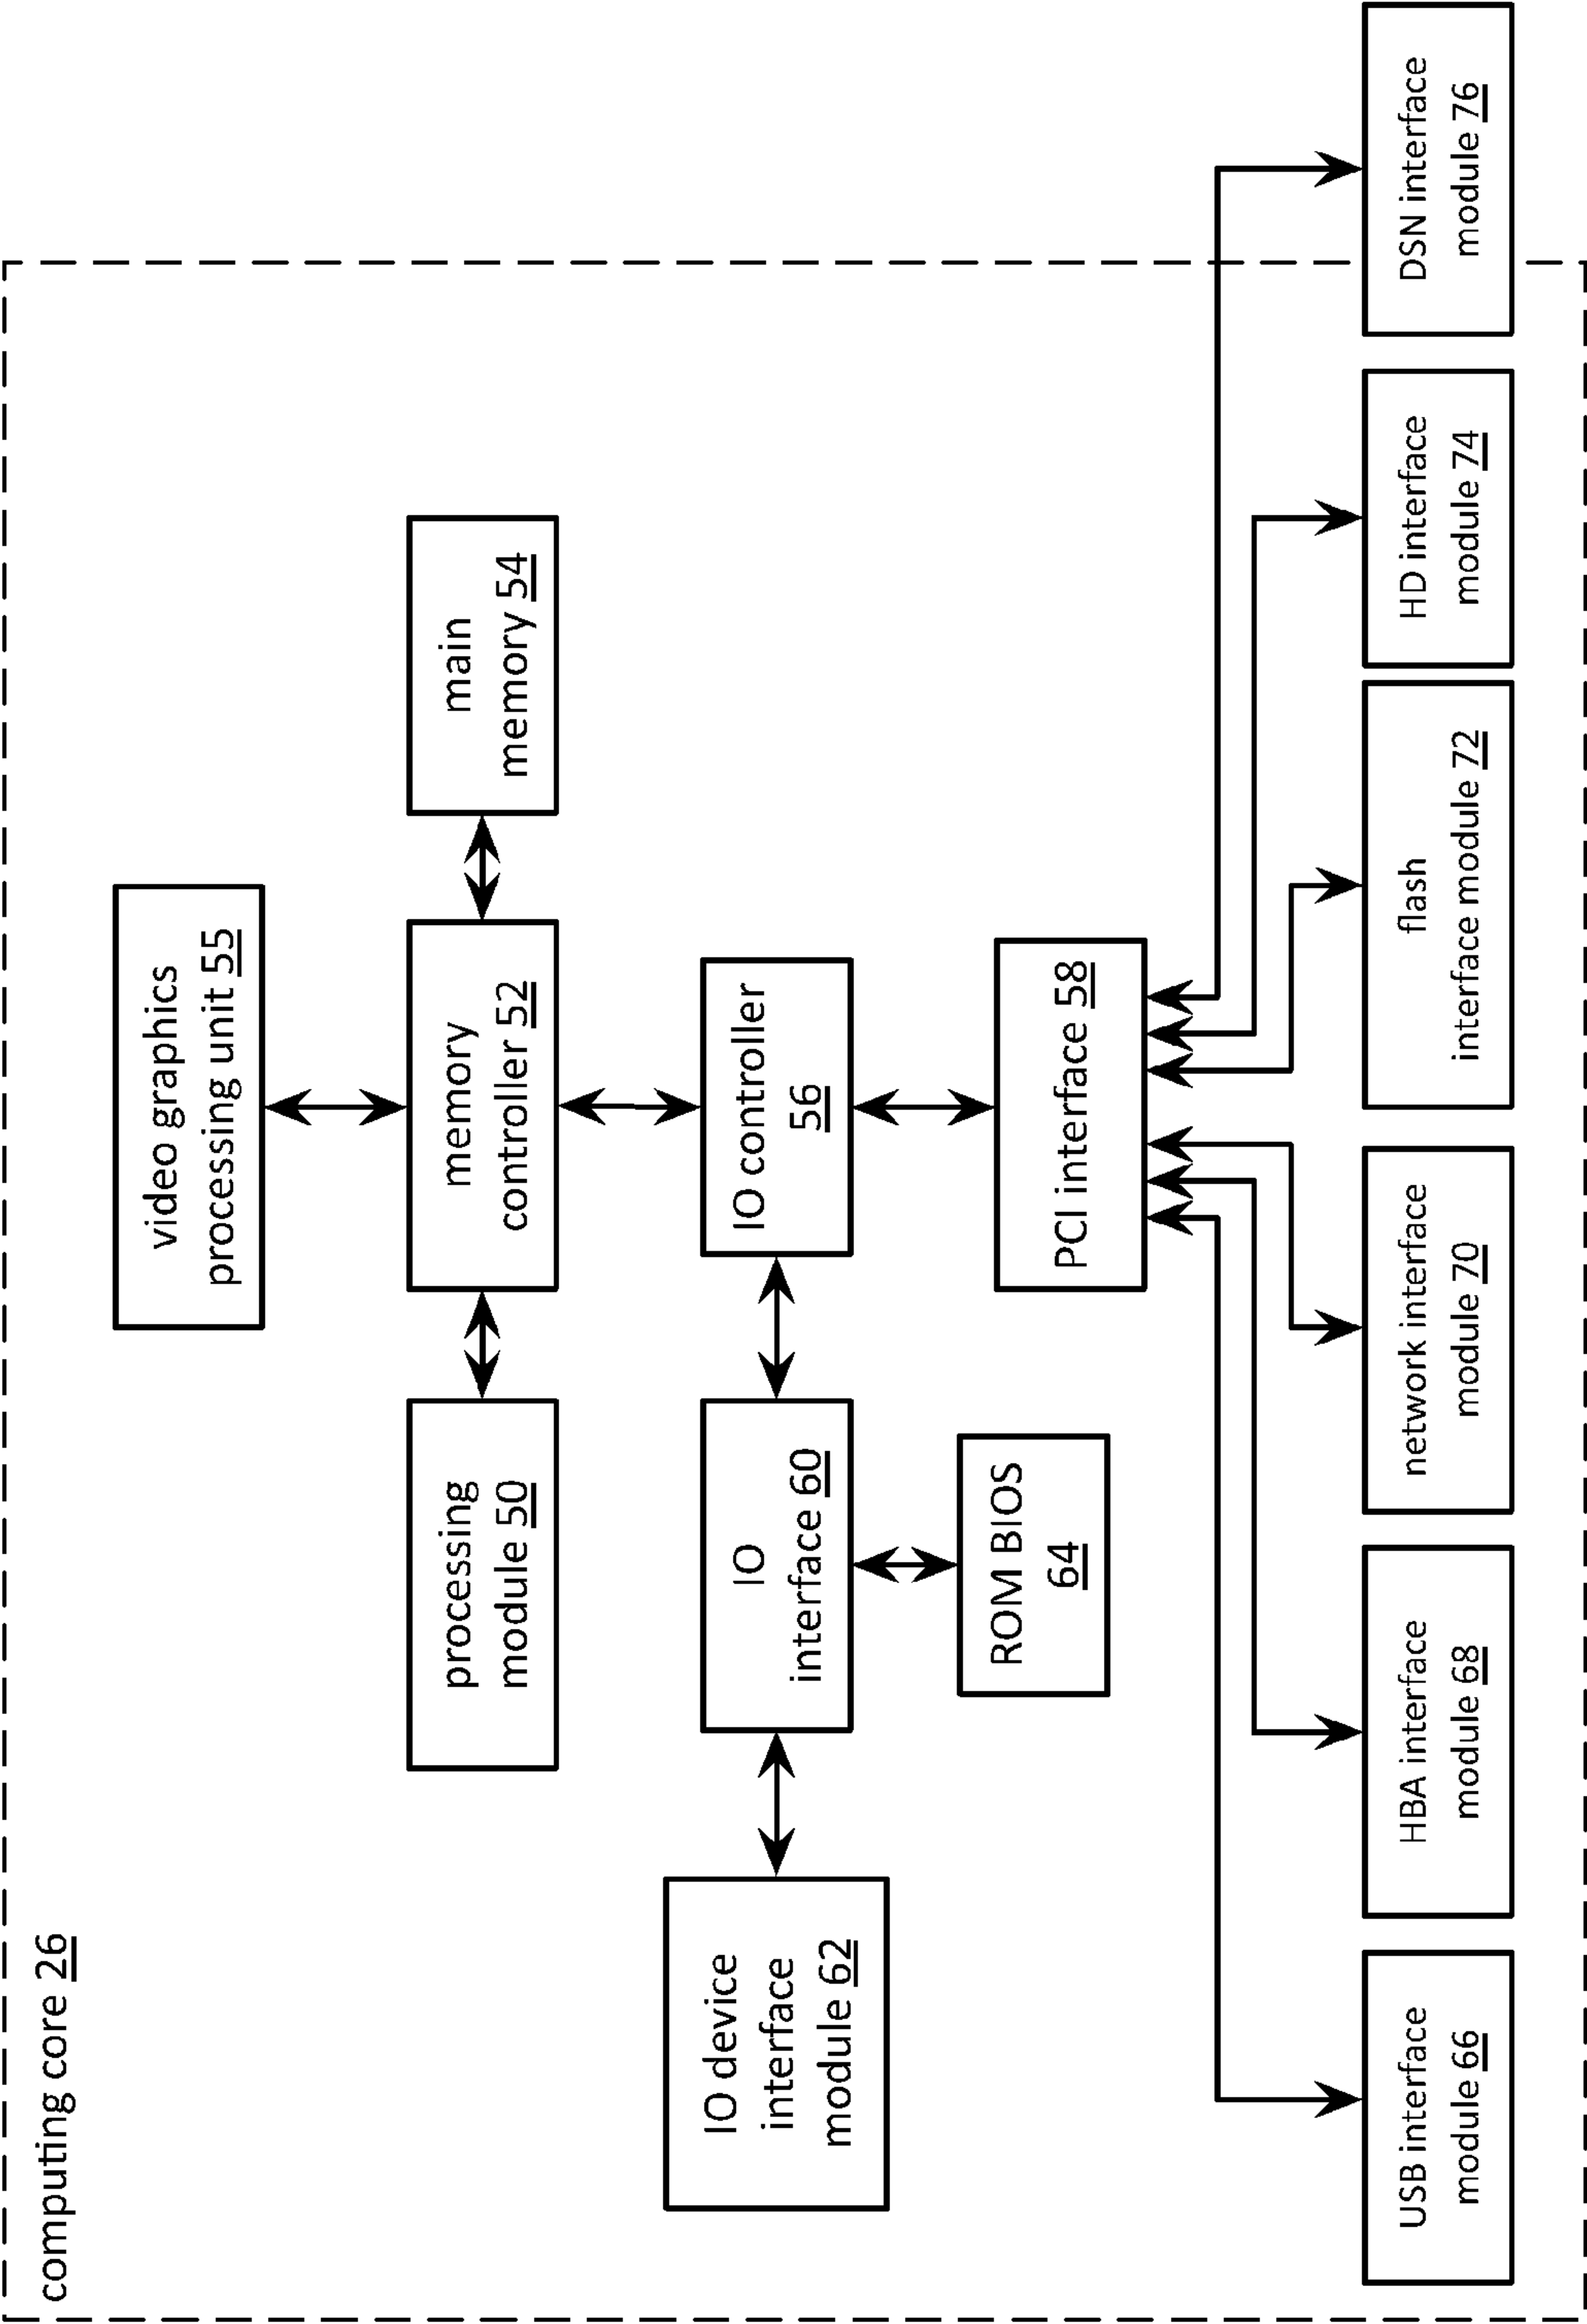 computing core 26
video graphics
processing unit 55
processing
module 50
memory
controller 52
main
memory 54
IO device
interface
module 62
IO
interface 60
IO controller
56
ROM BIOS
64
PCI interface 58
USB interface
module 66
HBA interface
module 68
network interface
module 70
flash
interface module 72
HD interface
module 74
DSN interface
module 76